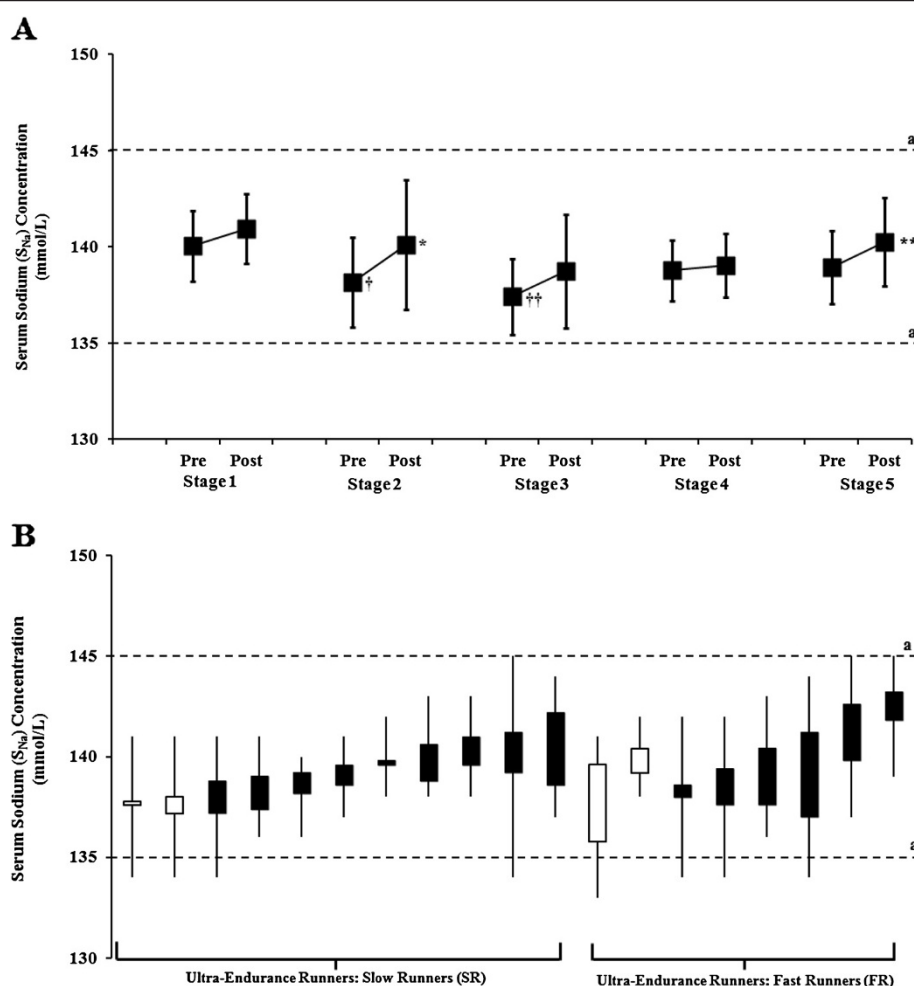 A
150
145
140
135
130
Serum Sodium (S_Na) Concentration
(mmol/L)
a
a
†
*
††
**
Pre Post Pre Post Pre Post Pre Post Pre Post
Stage 1 Stage 2 Stage 3 Stage 4 Stage 5
B
150
145
140
135
130
Serum Sodium (S_Na) Concentration
(mmol/L)
a
a
Ultra-Endurance Runners: Slow Runners (SR) Ultra-Endurance Runners: Fast Runners (FR)